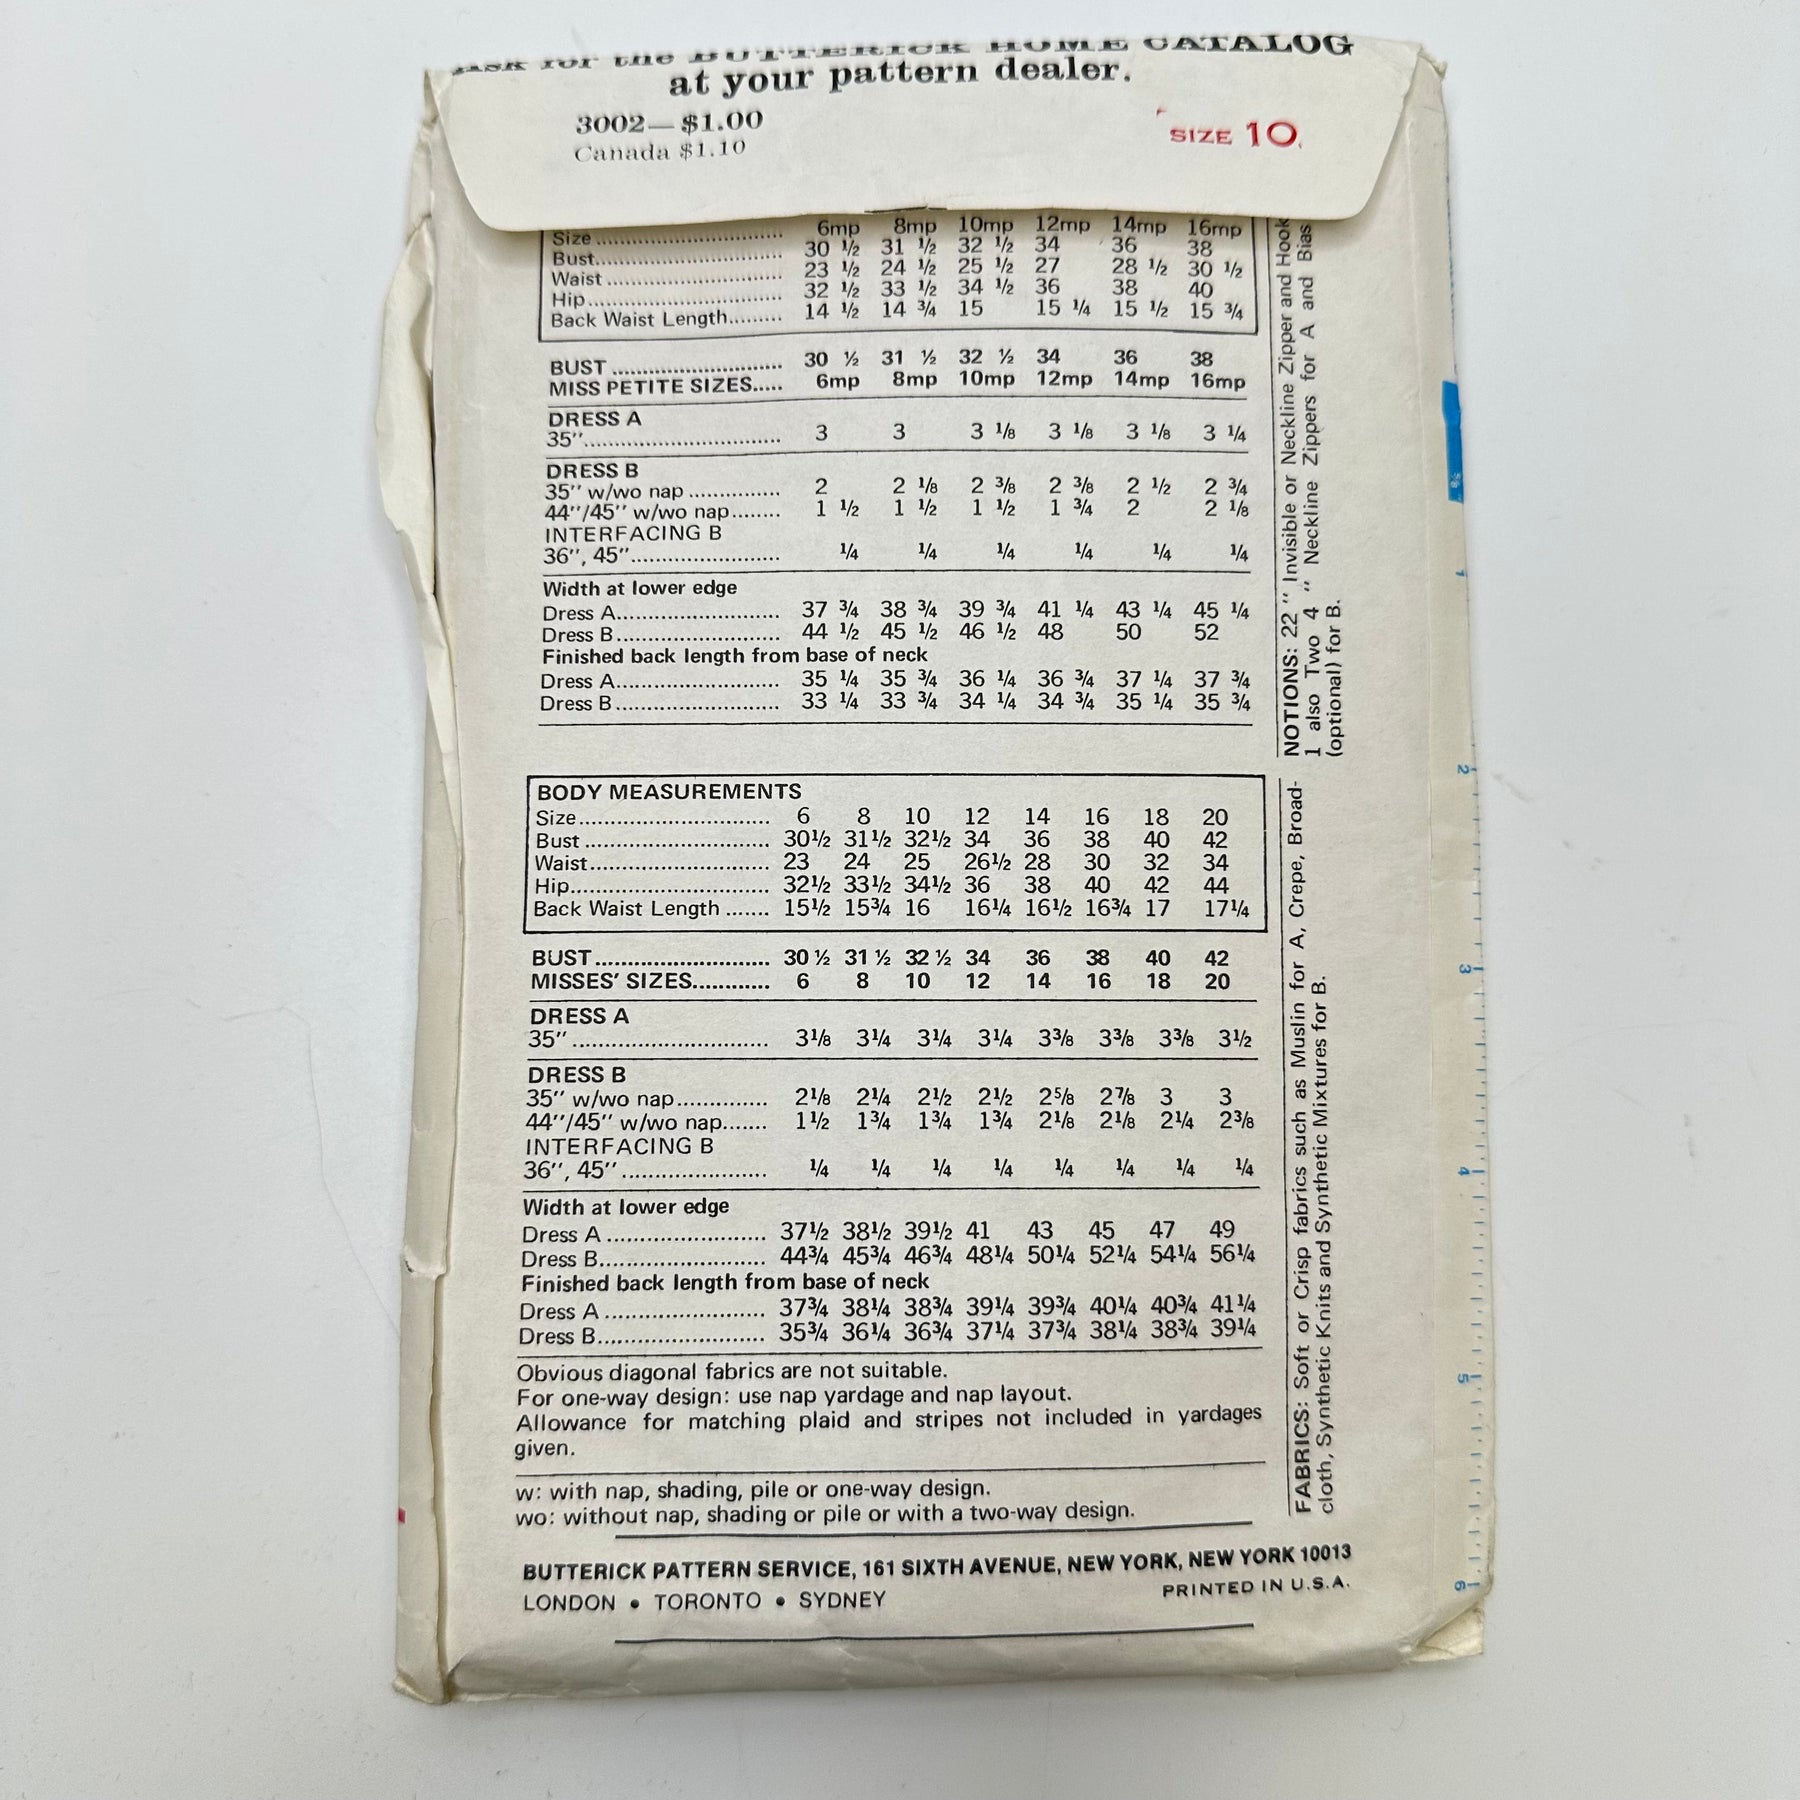 Ask for the BUTTERICK HOME CATALOG
at your pattern dealer.
3002—$1.00
Canada $1.10
SIZE 10
Size .......... 6mp 8mp 10mp 12mp 14mp 16mp
Bust .......... 30 ½ 31 ½ 32 ½ 34 36 38
Waist .......... 23 ½ 24 ½ 25 ½ 27 28 ½ 30 ½
Hip .......... 32 ½ 33 ½ 34 ½ 36 38 40
Back Waist Length .......... 14 ½ 14 ¾ 15 15 ¼ 15 ½ 15 ¾
BUST .......... 30 ½ 31 ½ 32 ½ 34 36 38
MISS PETITE SIZES..... 6mp 8mp 10mp 12mp 14mp 16mp
DRESS A
35" .......... 3 3 3 ⅛ 3 ⅛ 3 ⅛ 3 ¼
DRESS B
35" w/wo nap .......... 2 2 ⅛ 2 ⅜ 2 ⅜ 2 ½ 2 ¾
44"/45" w/wo nap........ 1 ½ 1 ½ 1 ½ 1 ¾ 2 2 ⅛
INTERFACING B
36", 45" .......... ¼ ¼ ¼ ¼ ¼ ¼
Width at lower edge
Dress A .......... 37 ¾ 38 ¾ 39 ¾ 41 ¼ 43 ¼ 45 ¼
Dress B .......... 44 ½ 45 ½ 46 ½ 48 50 52
Finished back length from base of neck
Dress A .......... 35 ¼ 35 ¾ 36 ¼ 36 ¾ 37 ¼ 37 ¾
Dress B .......... 33 ¼ 33 ¾ 34 ¼ 34 ¾ 35 ¼ 35 ¾
NOTIONS: 22 " Invisible or Neckline Zipper and Hook
1 also Two 4 " Neckline Zippers for A and Bias
(optional) for B.
BODY MEASUREMENTS
Size .......... 6 8 10 12 14 16 18 20
Bust .......... 30½ 31½ 32½ 34 36 38 40 42
Waist .......... 23 24 25 26½ 28 30 32 34
Hip .......... 32½ 33½ 34½ 36 38 40 42 44
Back Waist Length ....... 15½ 15¾ 16 16¼ 16½ 16¾ 17 17¼
BUST .......... 30 ½ 31 ½ 32 ½ 34 36 38 40 42
MISSES' SIZES............ 6 8 10 12 14 16 18 20
DRESS A
35" .......... 3⅛ 3¼ 3¼ 3¼ 3⅜ 3⅜ 3⅜ 3½
DRESS B
35" w/wo nap .......... 2⅛ 2¼ 2½ 2½ 2⅝ 2⅞ 3 3
44"/45" w/wo nap....... 1½ 1¾ 1¾ 1¾ 2⅛ 2⅛ 2¼ 2⅜
INTERFACING B
36", 45" .......... ¼ ¼ ¼ ¼ ¼ ¼ ¼ ¼
Width at lower edge
Dress A .......... 37½ 38½ 39½ 41 43 45 47 49
Dress B .......... 44¾ 45¾ 46¾ 48¼ 50¼ 52¼ 54¼ 56¼
Finished back length from base of neck
Dress A .......... 37¾ 38¼ 38¾ 39¼ 39¾ 40¼ 40¾ 41¼
Dress B .......... 35¾ 36¼ 36¾ 37¼ 37¾ 38¼ 38¾ 39¼
FABRICS: Soft or Crisp fabrics such as Muslin for A, Crepe, Broad-
cloth, Synthetic Knits and Synthetic Mixtures for B.
Obvious diagonal fabrics are not suitable.
For one-way design: use nap yardage and nap layout.
Allowance for matching plaid and stripes not included in yardages
given.
w: with nap, shading, pile or one-way design.
wo: without nap, shading or pile or with a two-way design.
BUTTERICK PATTERN SERVICE, 161 SIXTH AVENUE, NEW YORK, NEW YORK 10013
LONDON • TORONTO • SYDNEY
PRINTED IN U.S.A.
⅝"
1
2
3
4
5
6